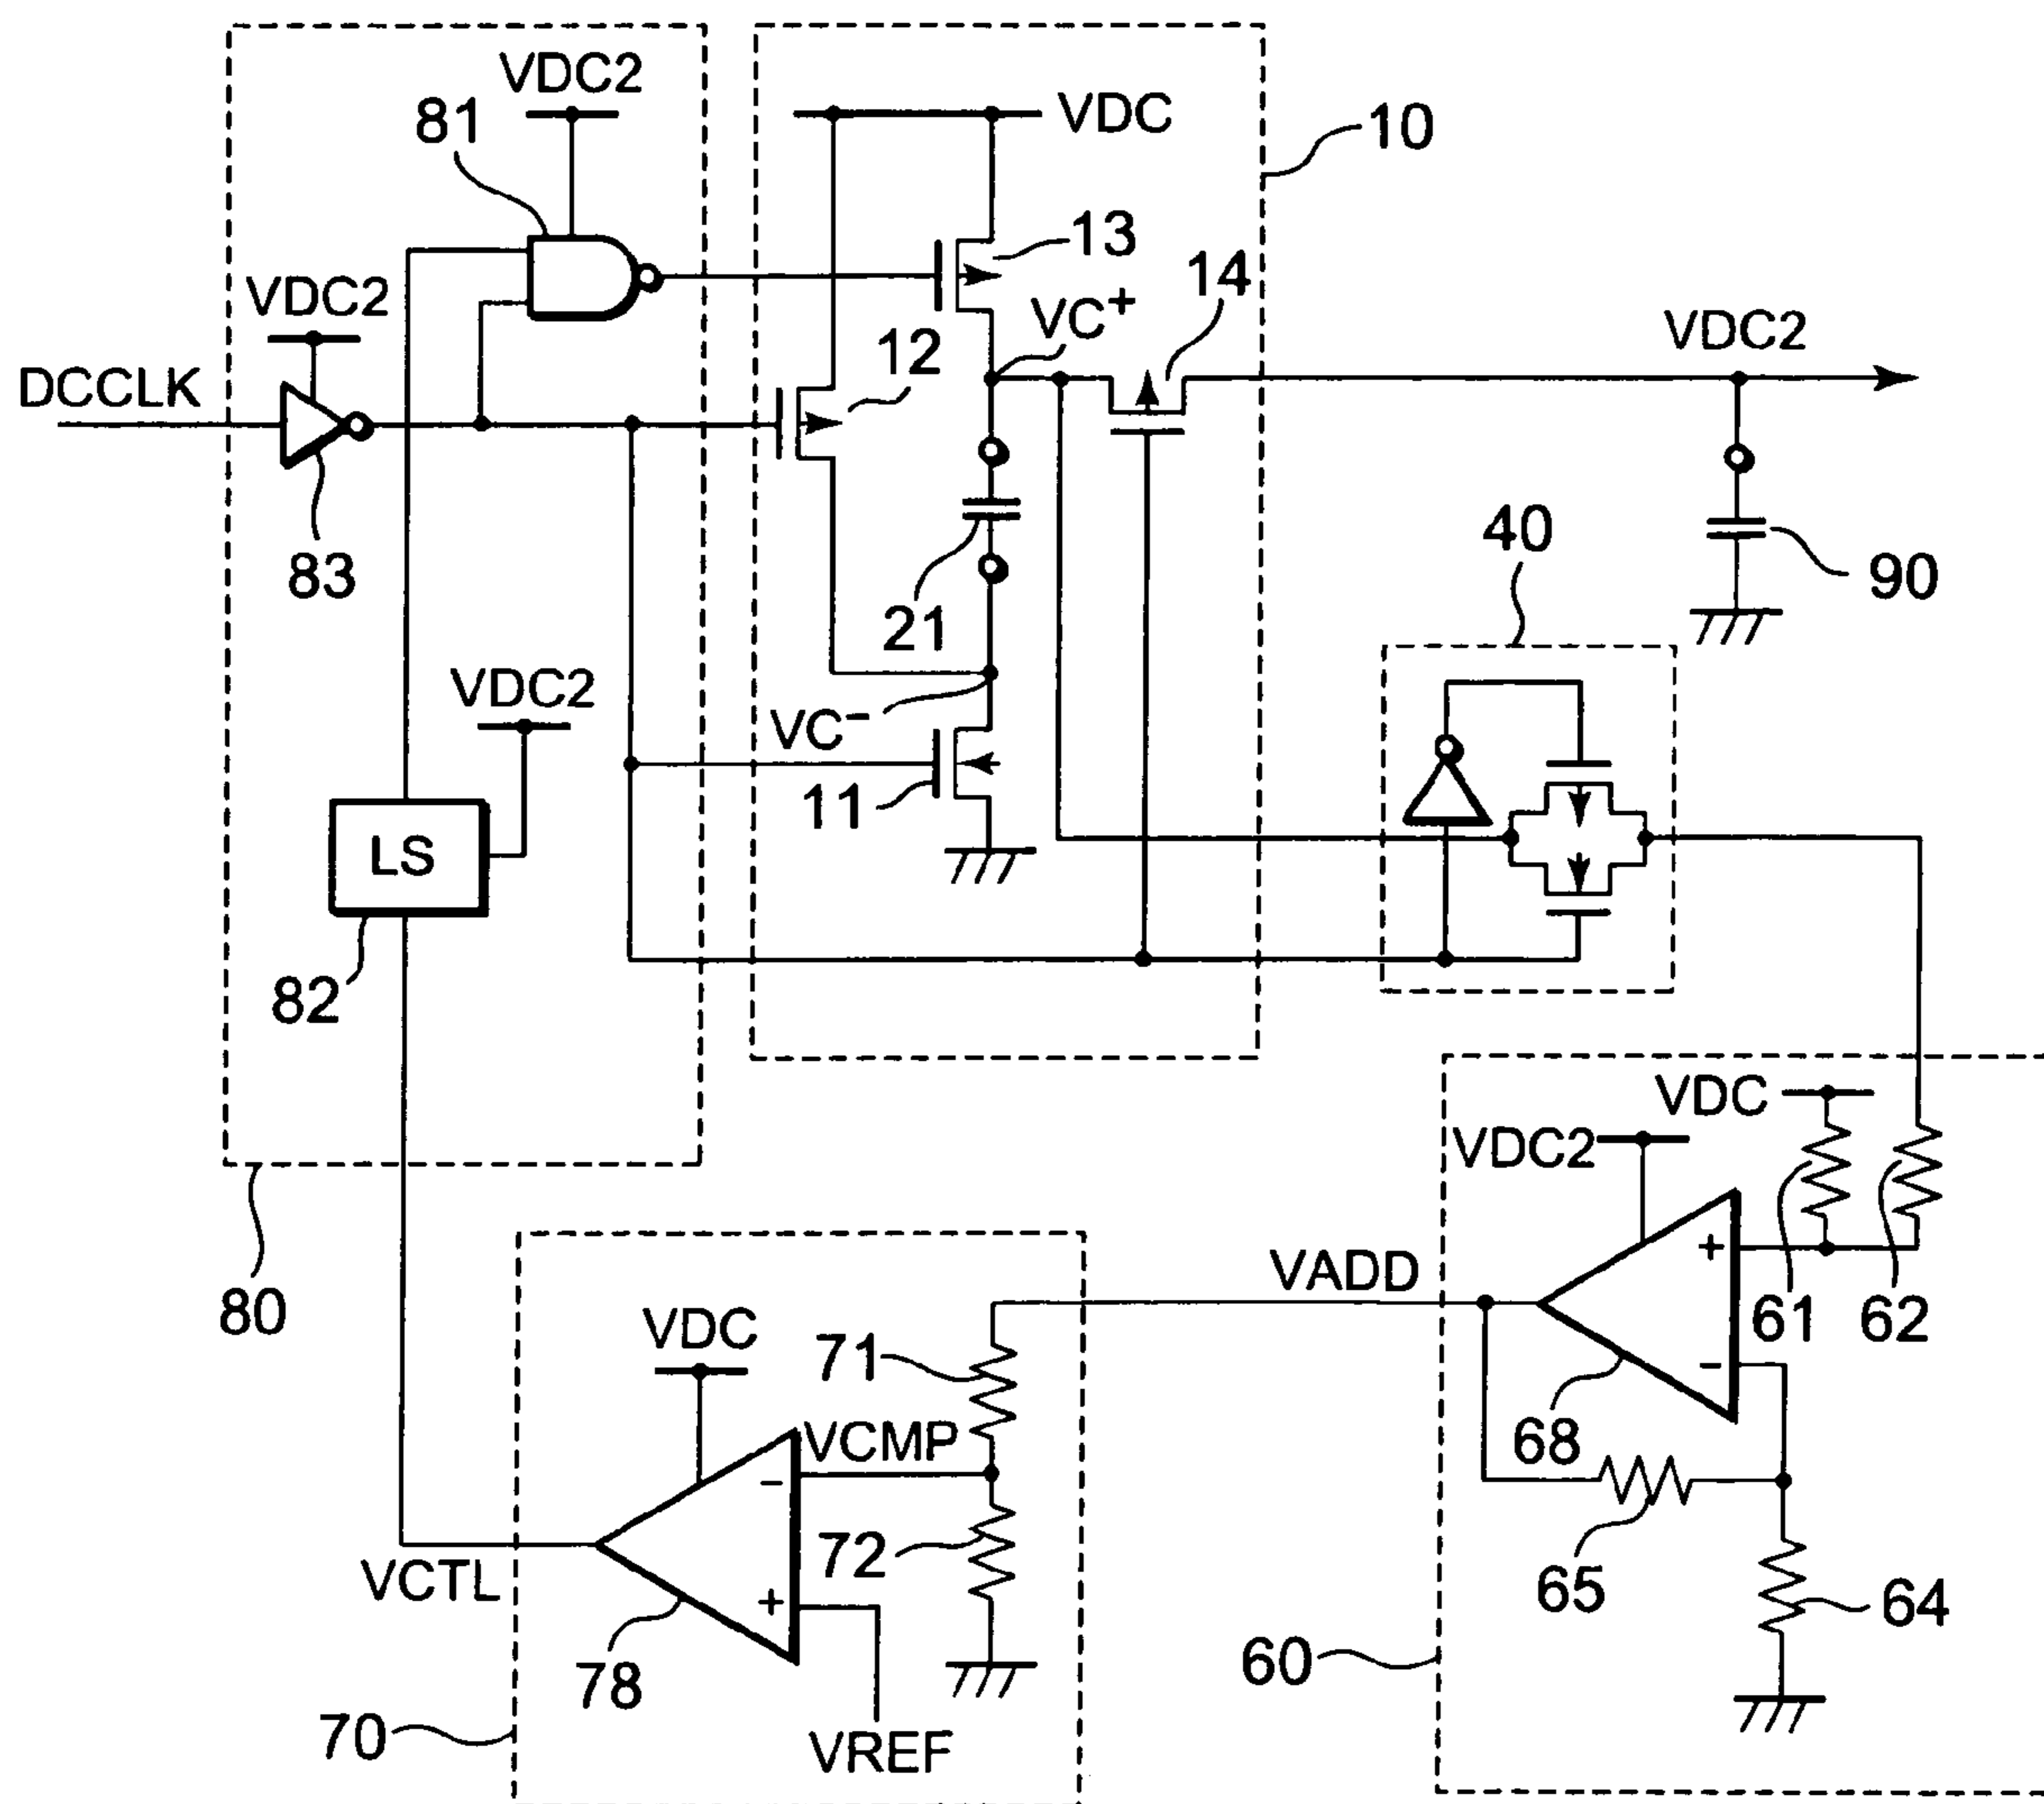 VDC2
81
VDC
10
13
14
VDC2
VC+
VDC2
12
DCCLK
40
83
90
21
VDC2
VC-
11
LS
82
VDC
VDC2
+
61
62
80
VADD
VDC
71
-
68
VCMP
-
72
65
VCTL
+
64
78
60
70
VREF